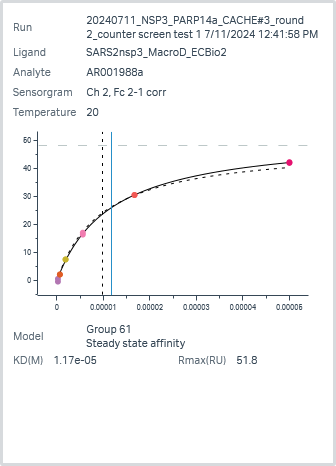 Run 20240711_NSP3_PARP14a_CACHE#3_round
2_counter screen test 1 7/11/2024 12:41:58 PM
Ligand SARS2nsp3_MacroD_ECBio2
Analyte AR001988a
Sensorgram Ch 2, Fc 2-1 corr
Temperature 20
60
50
40
30
20
10
0
0 0.00001 0.00002 0.00003 0.00004 0.00005
Model Group 61
Steady state affinity
KD(M) 1.17e-05 Rmax(RU) 51.8